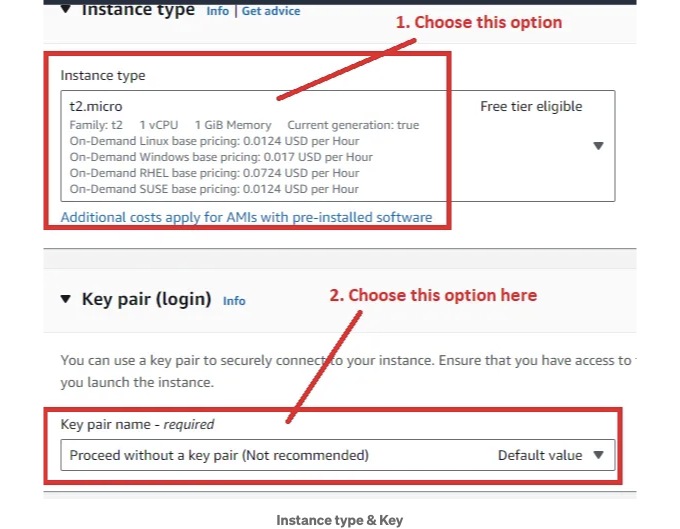 Instance type Info | Get advice
1. Choose this option
Instance type
t2.micro Free tier eligible
Family: t2 1 vCPU 1 GiB Memory Current generation: true
On-Demand Linux base pricing: 0.0124 USD per Hour
On-Demand Windows base pricing: 0.017 USD per Hour
On-Demand RHEL base pricing: 0.0724 USD per Hour
On-Demand SUSE base pricing: 0.0124 USD per Hour
Additional costs apply for AMIs with pre-installed software
2. Choose this option here
Key pair (login) Info
You can use a key pair to securely connect to your instance. Ensure that you have access to
you launch the instance.
Key pair name - required
Proceed without a key pair (Not recommended) Default value
Instance type & Key